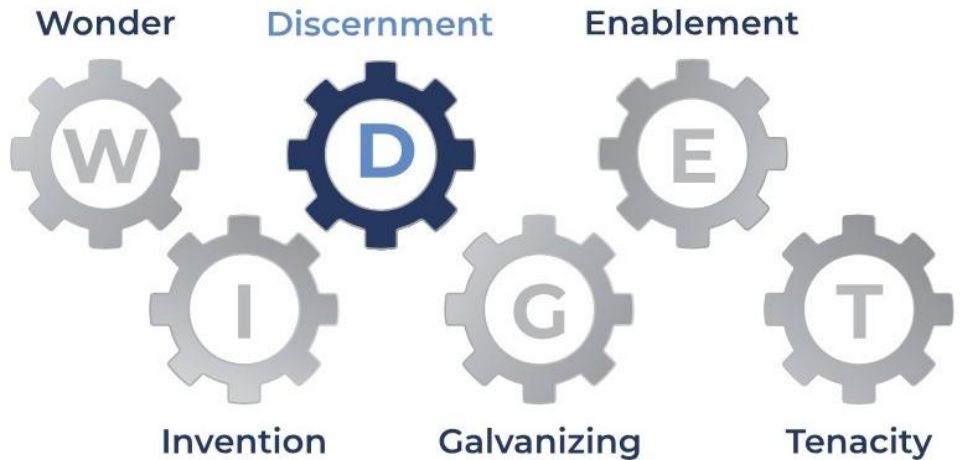 Wonder Discernment Enablement
W D E
I G T
Invention Galvanizing Tenacity